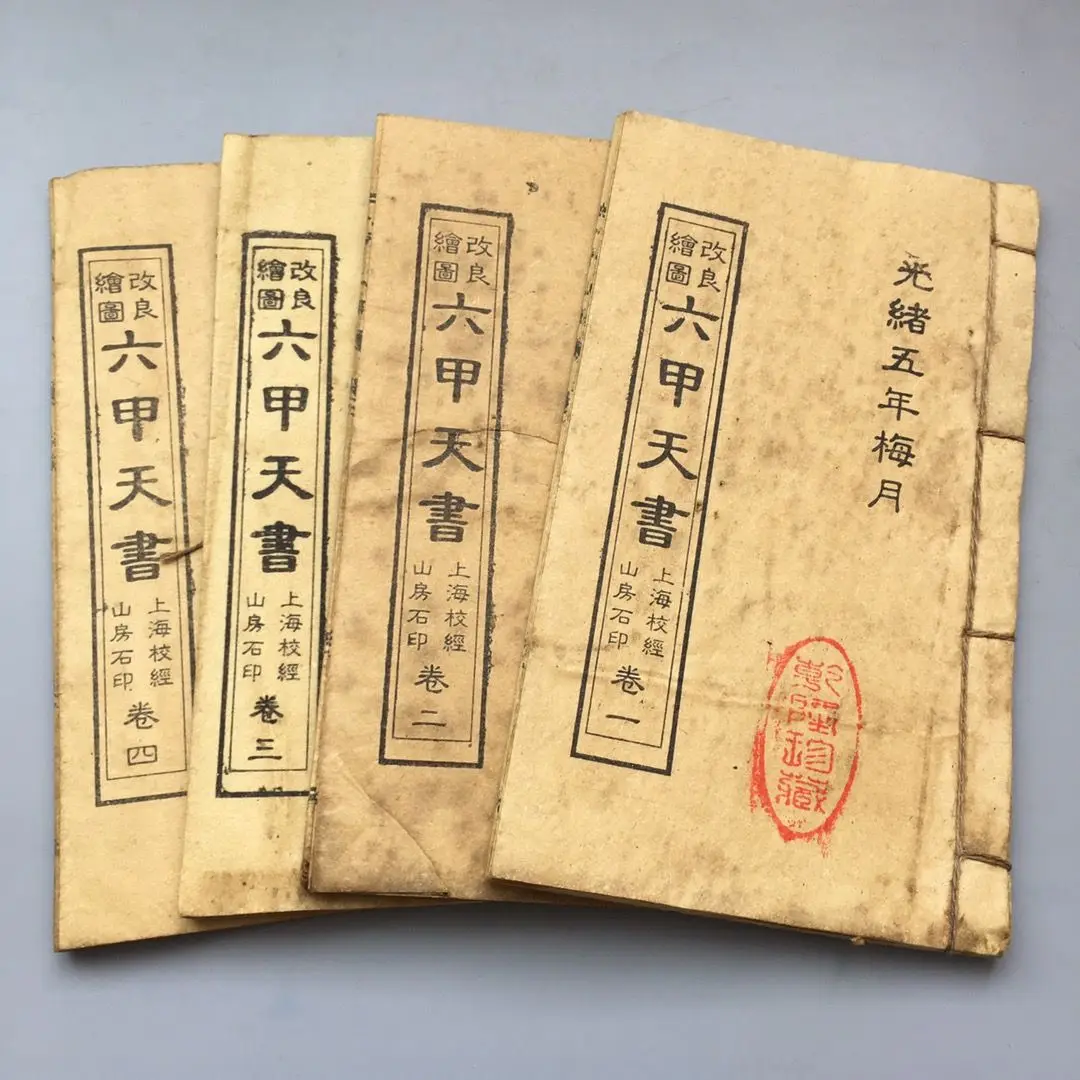 光緒五年梅月
乾隆珍藏
改良
繪圖
六甲天書
上海校經
山房石印
卷一
改良
繪圖
六甲天書
上海校經
山房石印
卷二
改良
繪圖
六甲天書
上海校經
山房石印
卷三
改良
繪圖
六甲天書
上海校經
山房石印
卷四